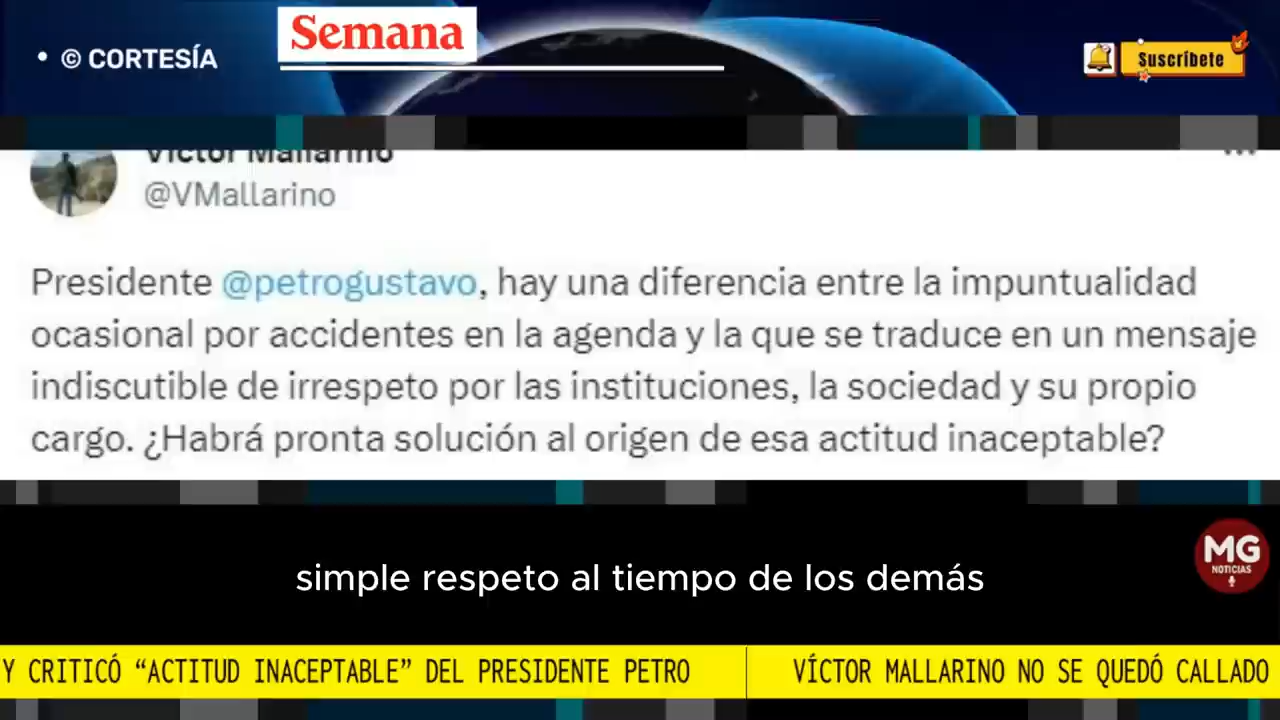 • © CORTESÍA
Semana
Suscríbete
Víctor Mallarino
@VMallarino
Presidente @petrogustavo, hay una diferencia entre la impuntualidad
ocasional por accidentes en la agenda y la que se traduce en un mensaje
indiscutible de irrespeto por las instituciones, la sociedad y su propio
cargo. ¿Habrá pronta solución al origen de esa actitud inaceptable?
MG
NOTICIAS
simple respeto al tiempo de los demás
Y CRITICÓ “ACTITUD INACEPTABLE” DEL PRESIDENTE PETRO
VÍCTOR MALLARINO NO SE QUEDÓ CALLADO